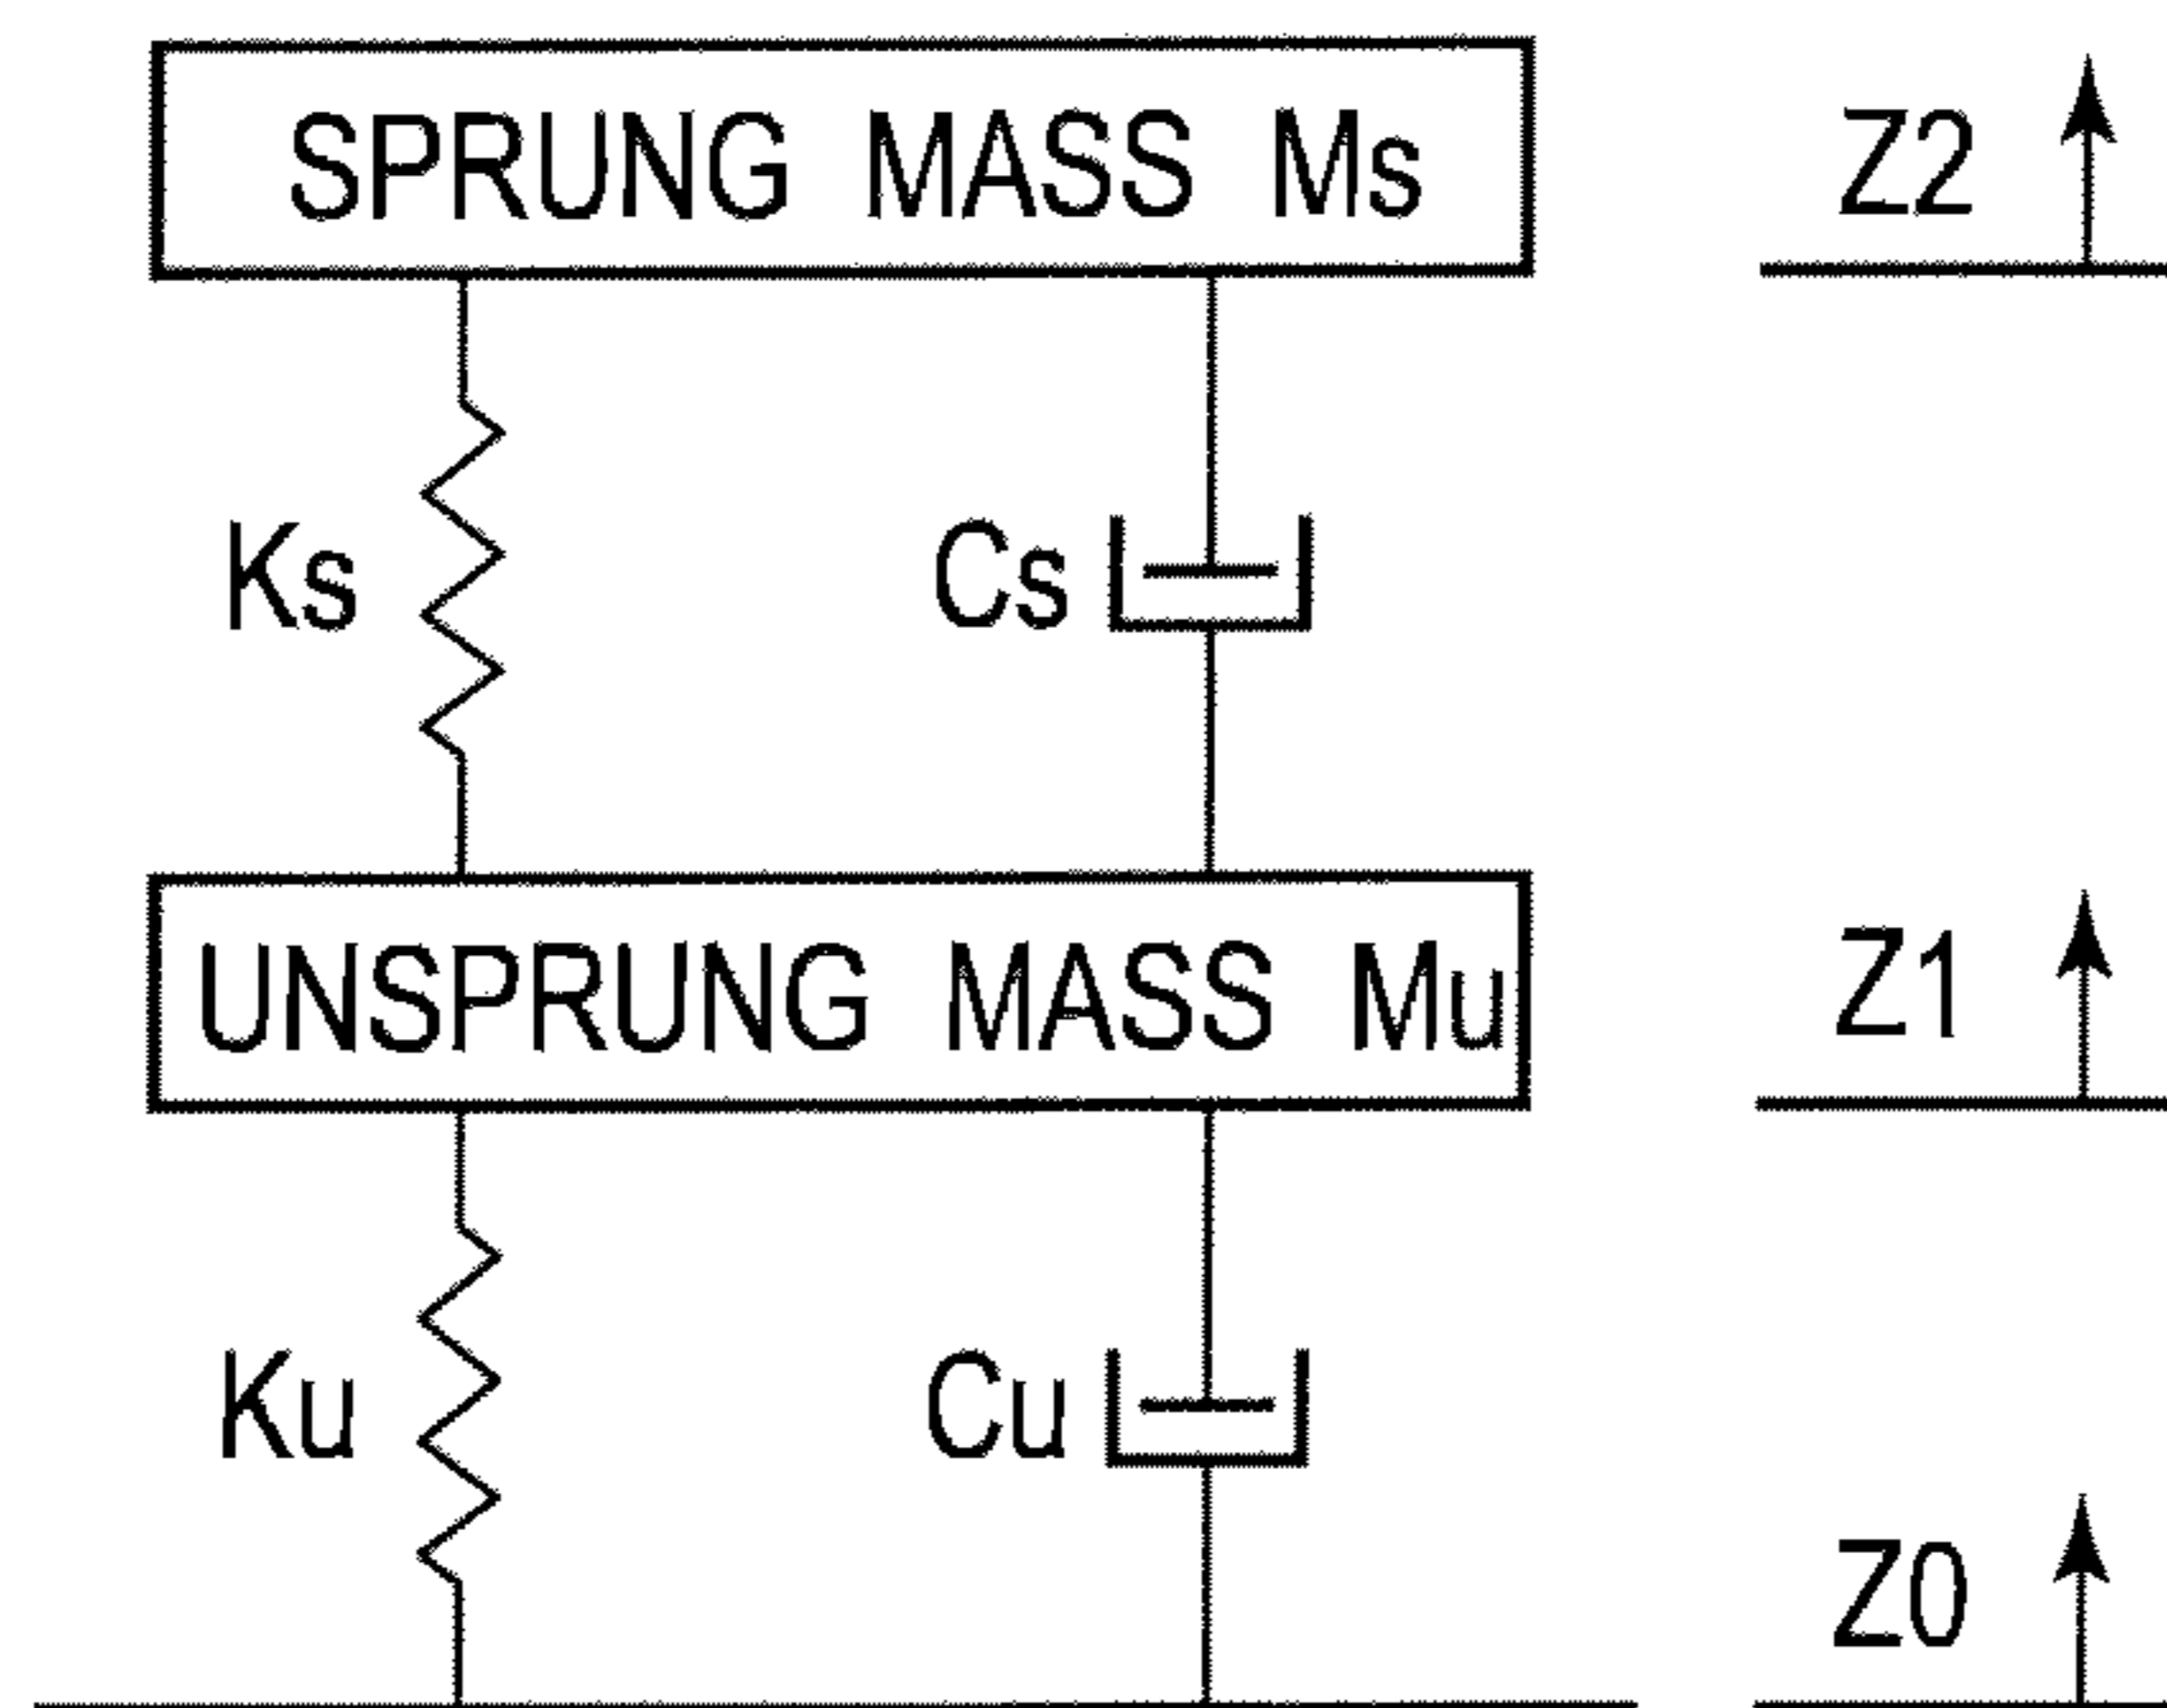 SPRUNG MASS Ms
Z2
Ks
Cs
UNSPRUNG MASS Mu
Z1
Ku
Cu
Z0